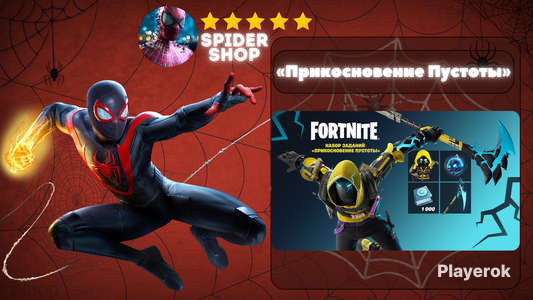 SPIDER
SHOP
«Прикосновение Пустоты»
FORTNITE
НАБОР ЗАДАНИЙ
«ПРИКОСНОВЕНИЕ ПУСТОТЫ»
1 000
Playerok